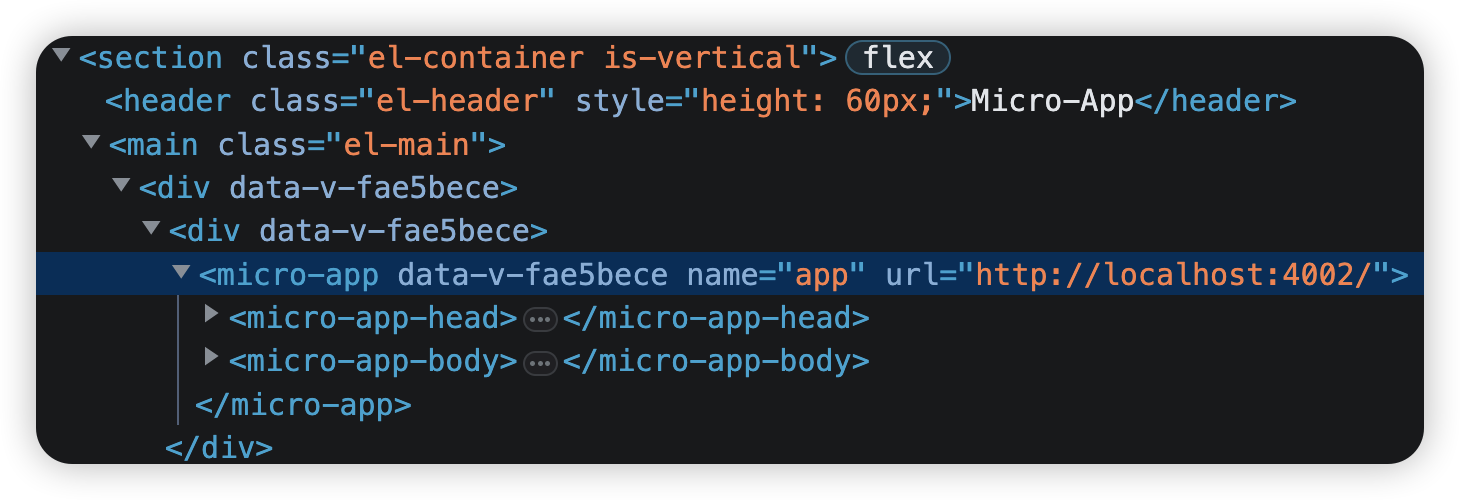 <section class="el-container is-vertical"> flex
<header class="el-header" style="height: 60px;">Micro-App</header>
<main class="el-main">
<div data-v-fae5bece>
<div data-v-fae5bece>
<micro-app data-v-fae5bece name="app" url="http://localhost:4002/">
<micro-app-head>…</micro-app-head>
<micro-app-body>…</micro-app-body>
</micro-app>
</div>